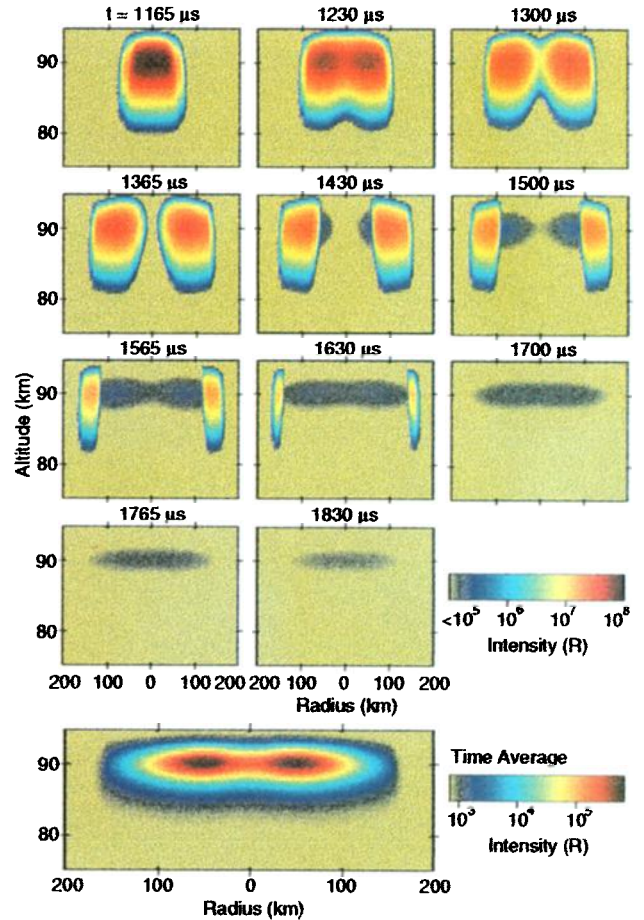 t = 1165 μs 1230 μs 1300 μs
90
80
1365 μs 1430 μs 1500 μs
90
80
1565 μs 1630 μs 1700 μs
90
80
Altitude (km)
1765 μs 1830 μs
90
80
200 100 0 100 200 200 100 0 100 200
Radius (km)
<10⁵ 10⁶ 10⁷ 10⁸
Intensity (R)
Time Average
90
80
200 100 0 100 200
Radius (km)
10³ 10⁴ 10⁵
Intensity (R)